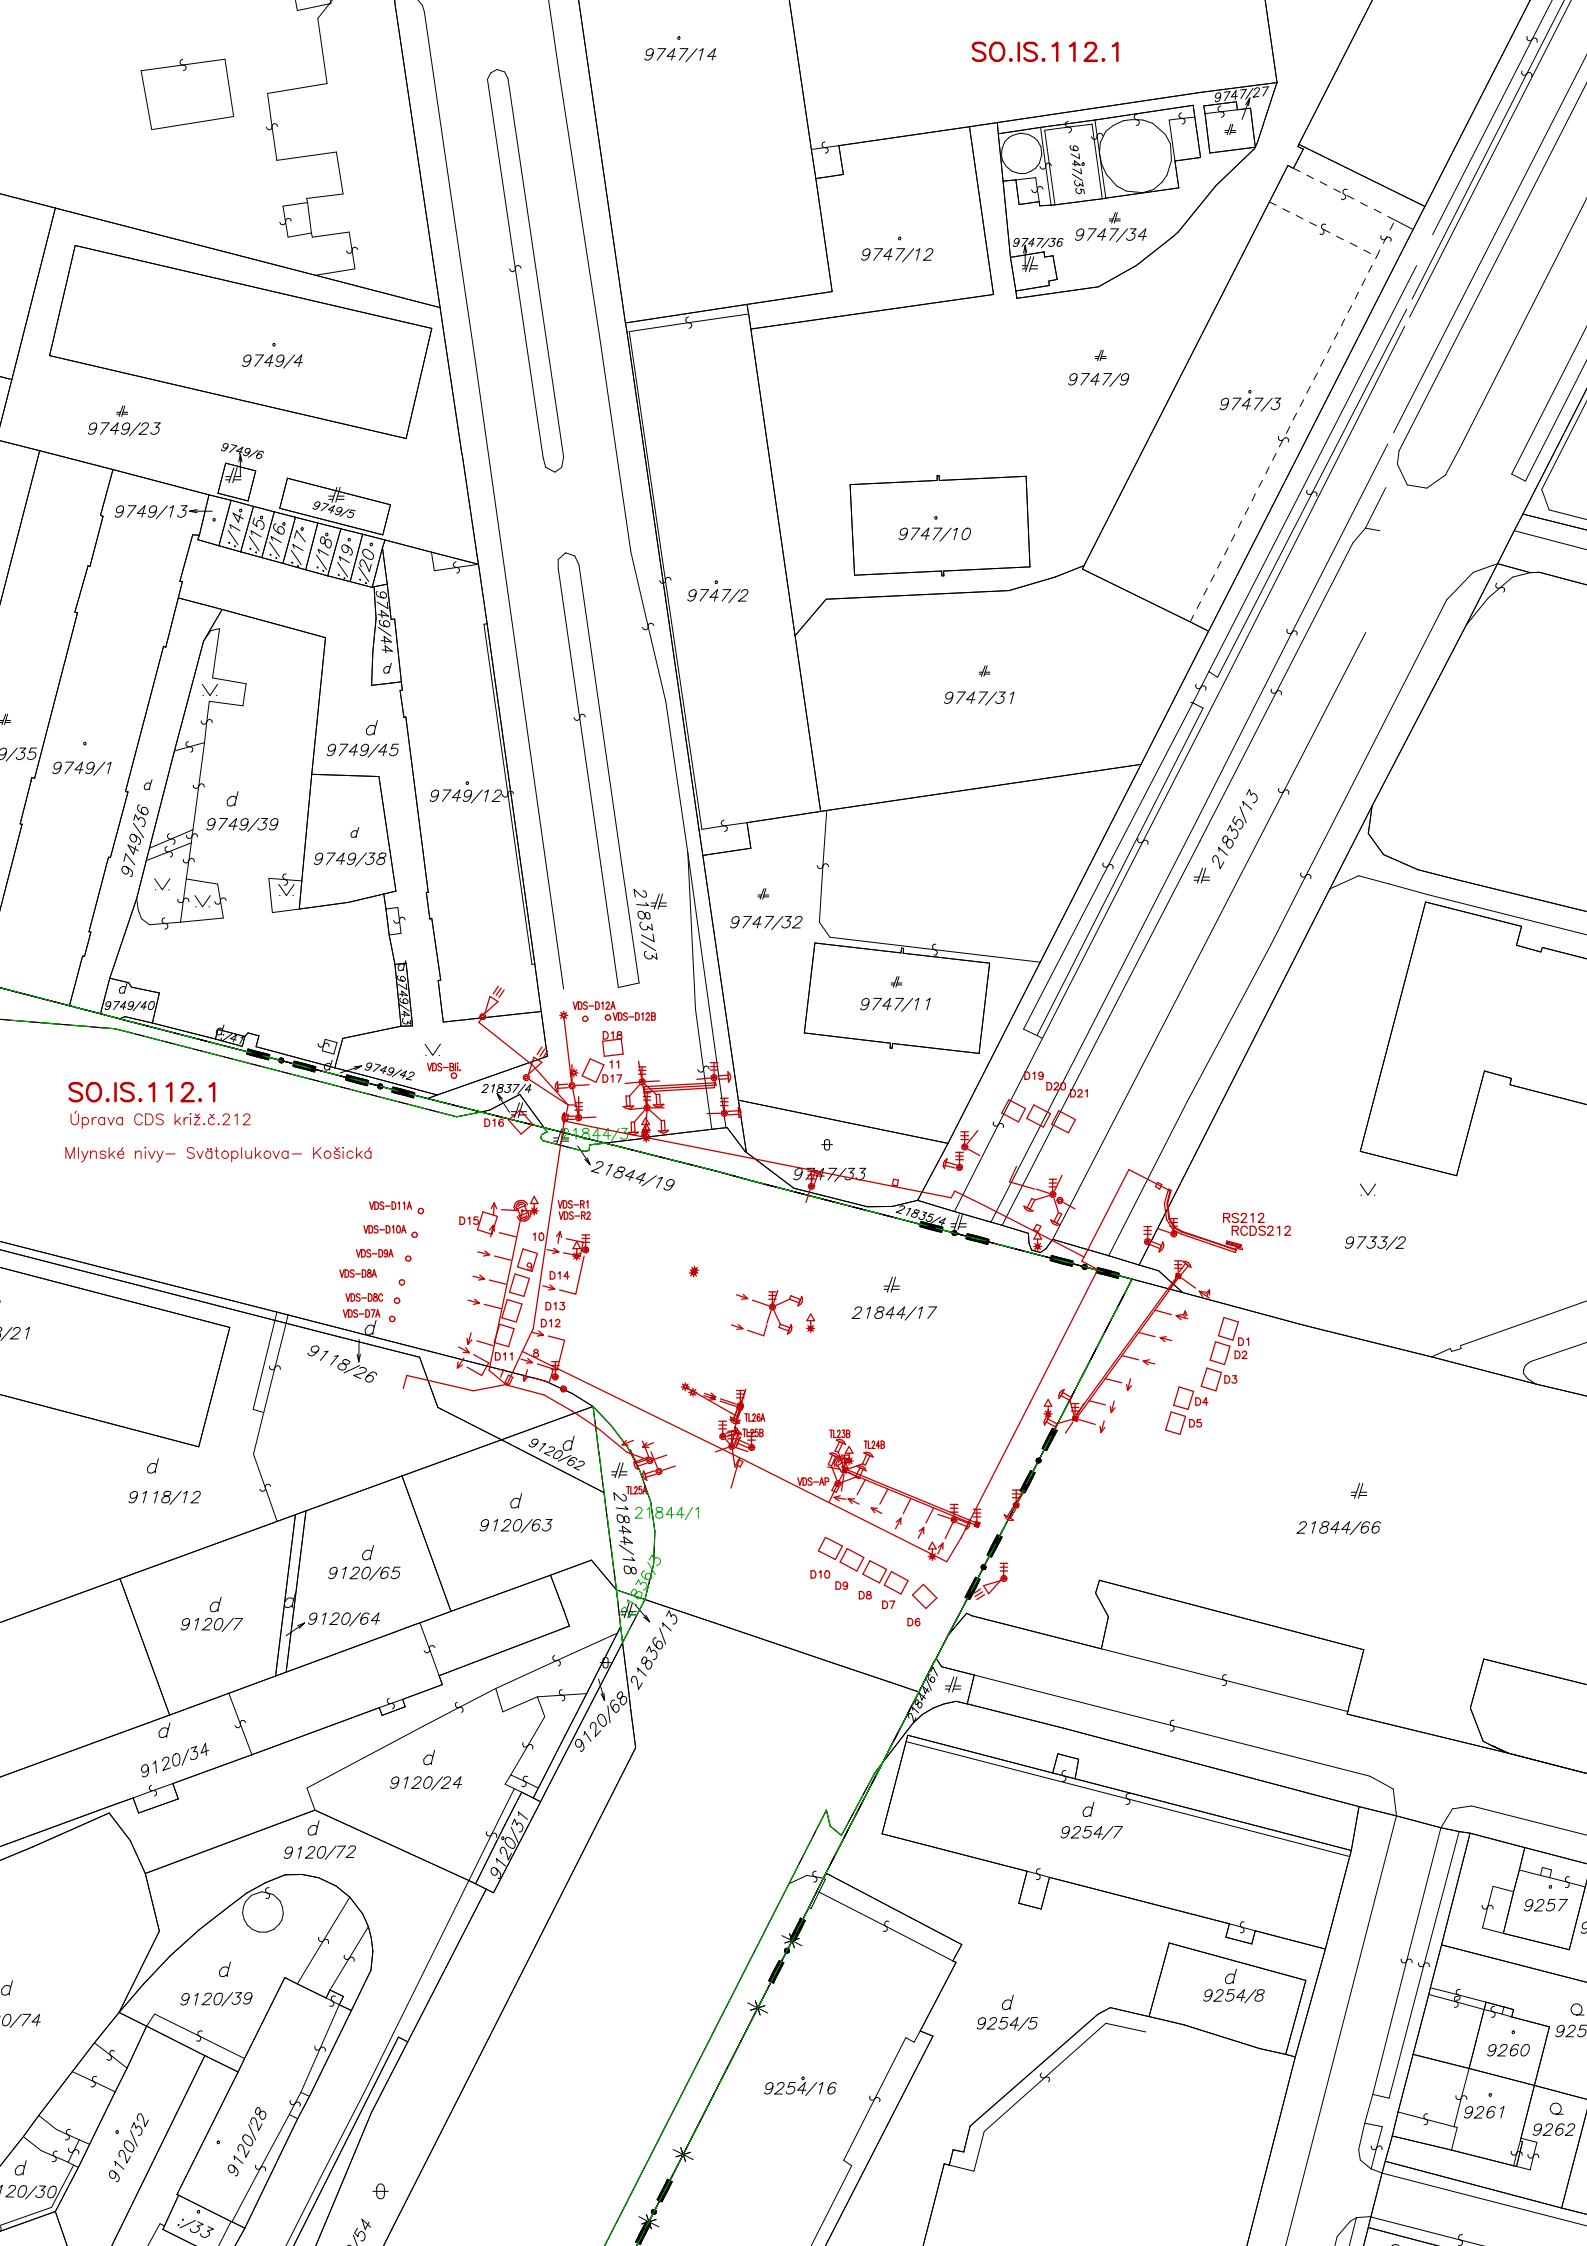 SO.IS.112.1
9747/14
9747/27
9747/35
9747/34
9747/36
9747/12
9749/4
9747/9
9747/3
9749/23
9749/6
9749/5
9749/13
:/14
:/15
:/16
:/17
:/18
:/19
:/20
9747/10
9747/2
9749/44
9747/31
9749/45
9749/1
9749/12
9749/36
9749/39
9749/38
21835/13
21837/3
9747/32
9747/11
9749/40
9749/43
:/41
9749/42
VDS-D12A
VDS-D12B
D18
11
D17
VDS-Bli.
21837/4
D16
SO.IS.112.1
Úprava CDS križ.č.212
Mlynské nivy– Svätoplukova– Košická
D19
D20
D21
21844/3
21844/19
9747/33
21835/4
VDS-D11A
VDS-D10A
VDS-D9A
VDS-D8A
VDS-D8C
VDS-D7A
D15
VDS-R1
VDS-R2
10
D14
D13
D12
D11
8
RS212
RCDS212
9733/2
21844/17
D1
D2
D3
D4
D5
9118/26
TL26A
TL25B
TL23B
TL24B
VDS-AP
TL25A
9120/62
9118/12
9120/63
21844/1
21844/18
21844/66
9120/65
9120/7
9120/64
21836/3
21836/13
D10
D9
D8
D7
D6
21844/67
9120/68
9120/34
9120/24
9254/7
9120/72
9120/31
9257
9120/39
9254/8
9254/5
9260
9254/16
9261
9262
9120/32
9120/28
:/33